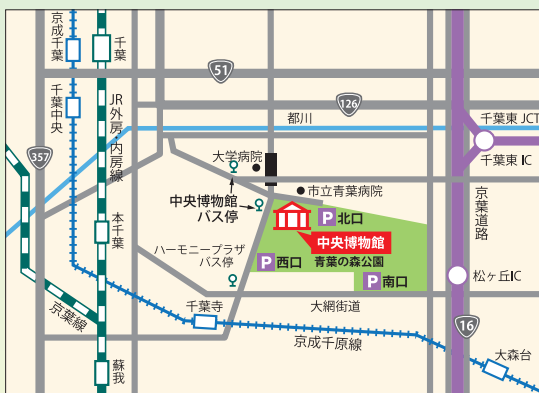 京成千葉
千葉
51
126
千葉中央
JR外房・内房線
357
都川
千葉東 JCT
千葉東 IC
大学病院
市立青葉病院
中央博物館
バス停
P 北口
中央博物館
青葉の森公園
P 西口
P 南口
ハーモニープラザ
バス停
本千葉
京葉道路
松ヶ丘IC
大網街道
千葉寺
京葉線
京成千原線
16
大森台
蘇我